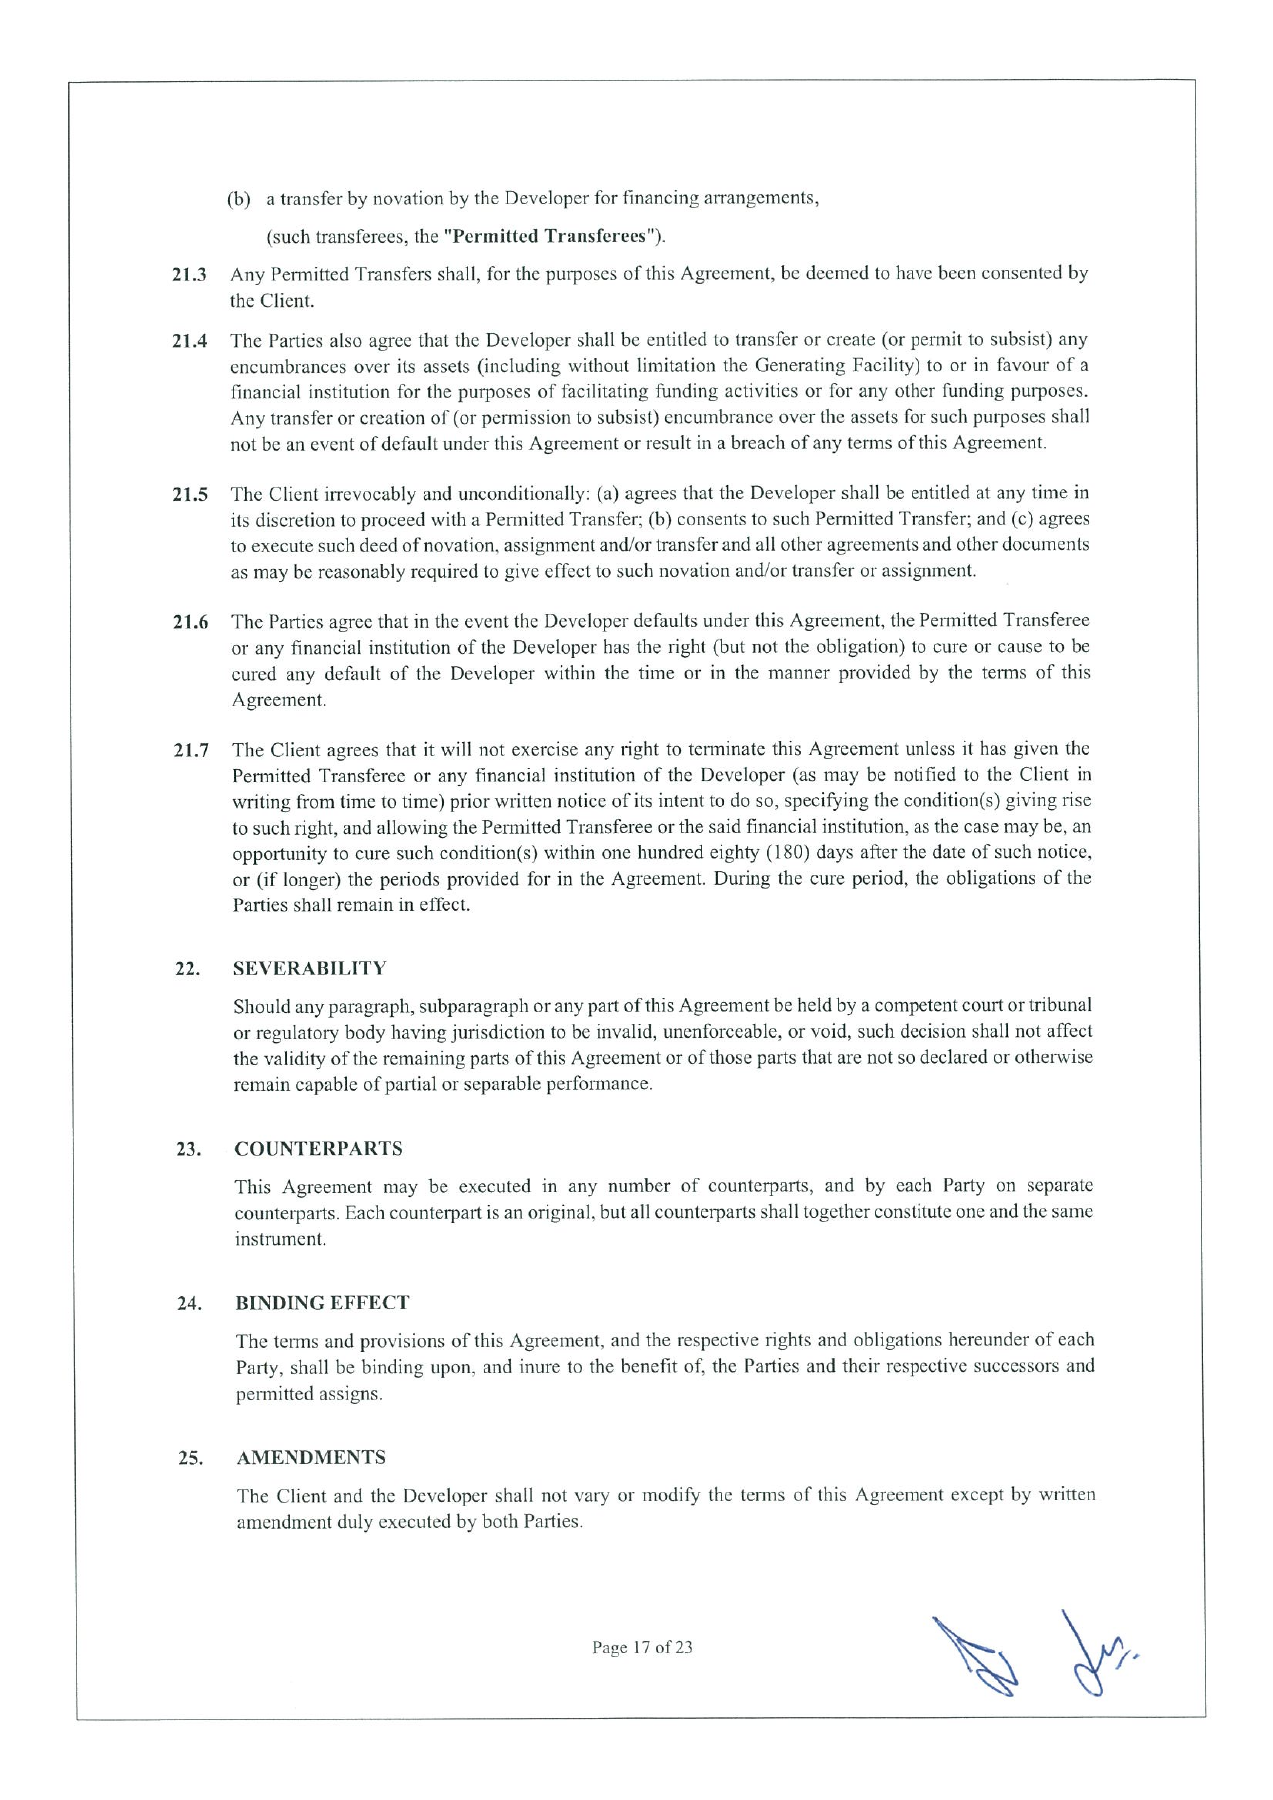 (b) a transfer by novation by the Developer for financing arrangements,
(such transferees, the "Permitted Transferees").
21.3 Any Permitted Transfers shall, for the purposes of this Agreement, be deemed to have been consented by
the Client.
21.4 The Parties also agree that the Developer shall be entitled to transfer or create (or permit to subsist) any
encumbrances over its assets (including without limitation the Generating Facility) to or in favour of a
financial institution for the purposes of facilitating funding activities or for any other funding purposes.
Any transfer or creation of (or permission to subsist) encumbrance over the assets for such purposes shall
not be an event of default under this Agreement or result in a breach of any terms of this Agreement.
21.5 The Client irrevocably and unconditionally: (a) agrees that the Developer shall be entitled at any time in
its discretion to proceed with a Permitted Transfer; (b) consents to such Permitted Transfer; and (c) agrees
to execute such deed of novation, assignment and/or transfer and all other agreements and other documents
as may be reasonably required to give effect to such novation and/or transfer or assignment.
21.6 The Parties agree that in the event the Developer defaults under this Agreement, the Permitted Transferee
or any financial institution of the Developer has the right (but not the obligation) to cure or cause to be
cured any default of the Developer within the time or in the manner provided by the terms of this
Agreement.
21.7 The Client agrees that it will not exercise any right to terminate this Agreement unless it has given the
Permitted Transferee or any financial institution of the Developer (as may be notified to the Client in
writing from time to time) prior written notice of its intent to do so, specifying the condition(s) giving rise
to such right, and allowing the Permitted Transferee or the said financial institution, as the case may be, an
opportunity to cure such condition(s) within one hundred eighty (180) days after the date of such notice,
or (if longer) the periods provided for in the Agreement. During the cure period, the obligations of the
Parties shall remain in effect.
22. SEVERABILITY
Should any paragraph, subparagraph or any part of this Agreement be held by a competent court or tribunal
or regulatory body having jurisdiction to be invalid, unenforceable, or void, such decision shall not affect
the validity of the remaining parts of this Agreement or of those parts that are not so declared or otherwise
remain capable of partial or separable performance.
23. COUNTERPARTS
This Agreement may be executed in any number of counterparts, and by each Party on separate
counterparts. Each counterpart is an original, but all counterparts shall together constitute one and the same
instrument.
24. BINDING EFFECT
The terms and provisions of this Agreement, and the respective rights and obligations hereunder of each
Party, shall be binding upon, and inure to the benefit of, the Parties and their respective successors and
permitted assigns.
25. AMENDMENTS
The Client and the Developer shall not vary or modify the terms of this Agreement except by written
amendment duly executed by both Parties.
Page 17 of 23